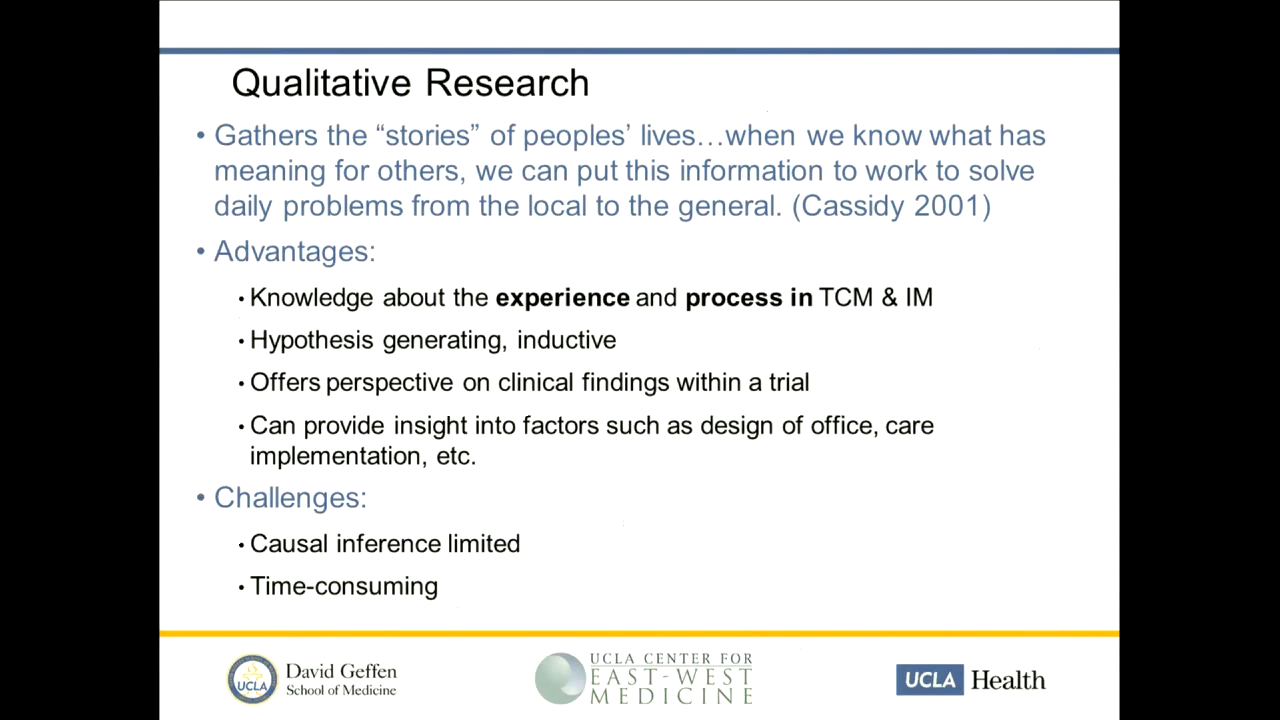 Qualitative Research
• Gathers the “stories” of peoples’ lives…when we know what has
meaning for others, we can put this information to work to solve
daily problems from the local to the general. (Cassidy 2001)
• Advantages:
• Knowledge about the experience and process in TCM & IM
• Hypothesis generating, inductive
• Offers perspective on clinical findings within a trial
• Can provide insight into factors such as design of office, care
implementation, etc.
• Challenges:
• Causal inference limited
• Time-consuming
UCLA
David Geffen
School of Medicine
UCLA CENTER FOR
EAST-WEST
MEDICINE
UCLA Health